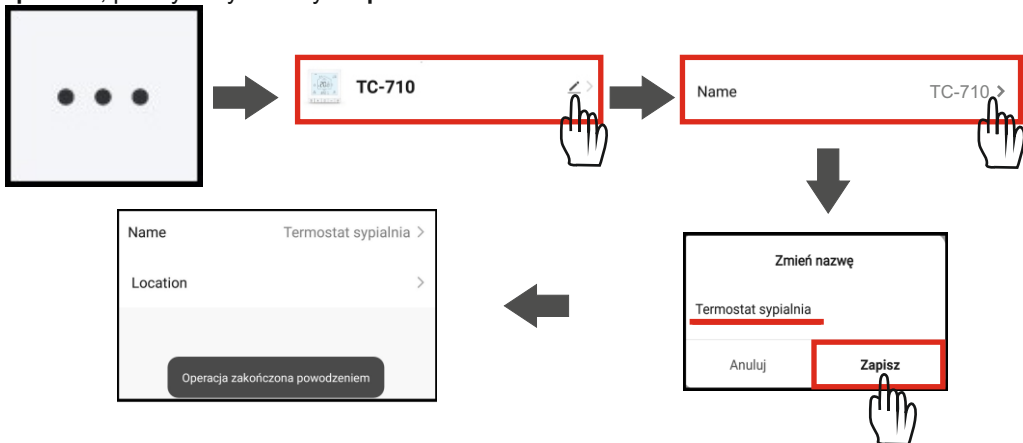 TC-710
Name TC-710 >
Zmień nazwę
Termostat sypialnia
Anuluj Zapisz
Name Termostat sypialnia >
Location >
Operacja zakończona powodzeniem